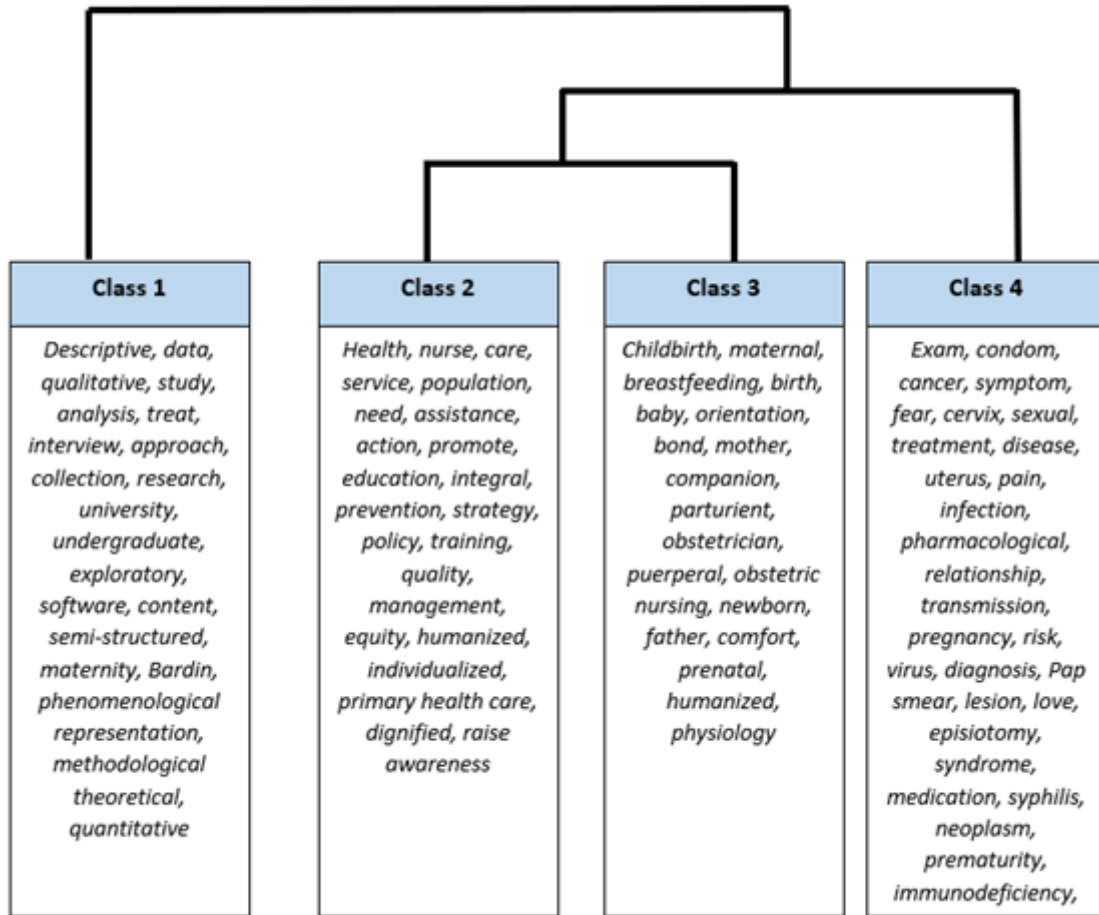 Class 1
Descriptive, data,
qualitative, study,
analysis, treat,
interview, approach,
collection, research,
university,
undergraduate,
exploratory,
software, content,
semi-structured,
maternity, Bardin,
phenomenological
representation,
methodological
theoretical,
quantitative
Class 2
Health, nurse, care,
service, population,
need, assistance,
action, promote,
education, integral,
prevention, strategy,
policy, training,
quality,
management,
equity, humanized,
individualized,
primary health care,
dignified, raise
awareness
Class 3
Childbirth, maternal,
breastfeeding, birth,
baby, orientation,
bond, mother,
companion,
parturient,
obstetrician,
puerperal, obstetric
nursing, newborn,
father, comfort,
prenatal,
humanized,
physiology
Class 4
Exam, condom,
cancer, symptom,
fear, cervix, sexual,
treatment, disease,
uterus, pain,
infection,
pharmacological,
relationship,
transmission,
pregnancy, risk,
virus, diagnosis, Pap
smear, lesion, love,
episiotomy,
syndrome,
medication, syphilis,
neoplasm,
prematurity,
immunodeficiency,